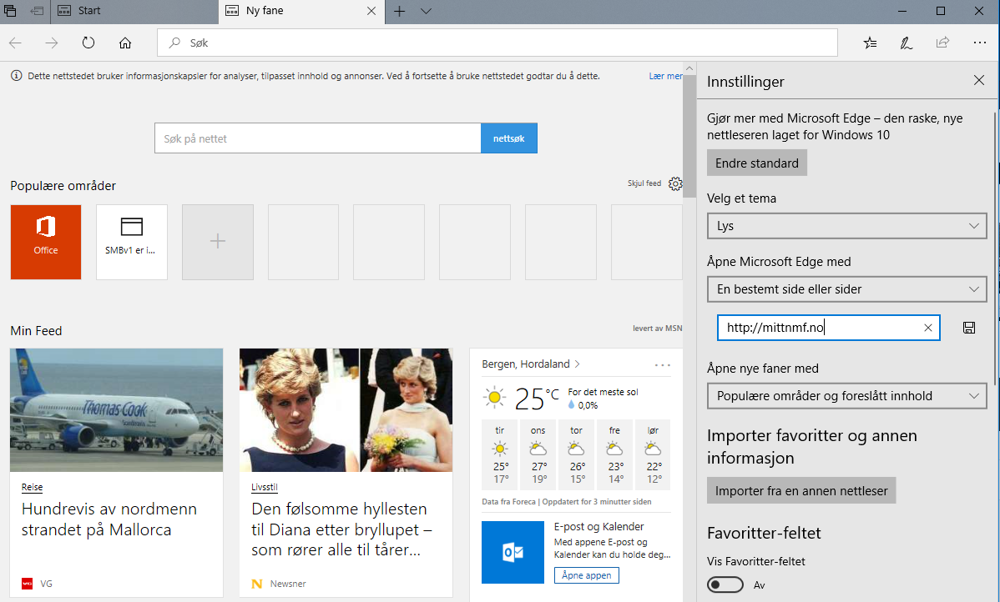 Start
Ny fane
Søk
Dette nettstedet bruker informasjonskapsler for analyser, tilpasset innhold og annonser. Ved å fortsette å bruke nettstedet godtar du å dette.
Lær mer
Søk på nettet
nettsøk
Populære områder
Skjul feed
Office
SMBv1 er i...
Min Feed
levert av MSN
Thomas Cook
Reise
Hundrevis av nordmenn
strandet på Mallorca
VG
Livsstil
Den følsomme hyllesten
til Diana etter bryllupet –
som rører alle til tårer...
Newsner
Bergen, Hordaland
25°C
For det meste sol
0,0%
tir ons tor fre lør
25° 27° 26° 23° 22°
17° 19° 15° 14° 12°
Data fra Foreca | Oppdatert for 3 minutter siden
E-post og Kalender
Med appene E-post og
Kalender kan du holde deg...
Åpne appen
Innstillinger
Gjør mer med Microsoft Edge – den raske, nye
nettleseren laget for Windows 10
Endre standard
Velg et tema
Lys
Åpne Microsoft Edge med
En bestemt side eller sider
http://mittnmf.no
Åpne nye faner med
Populære områder og foreslått innhold
Importer favoritter og annen
informasjon
Importer fra en annen nettleser
Favoritter-feltet
Vis Favoritter-feltet
Av